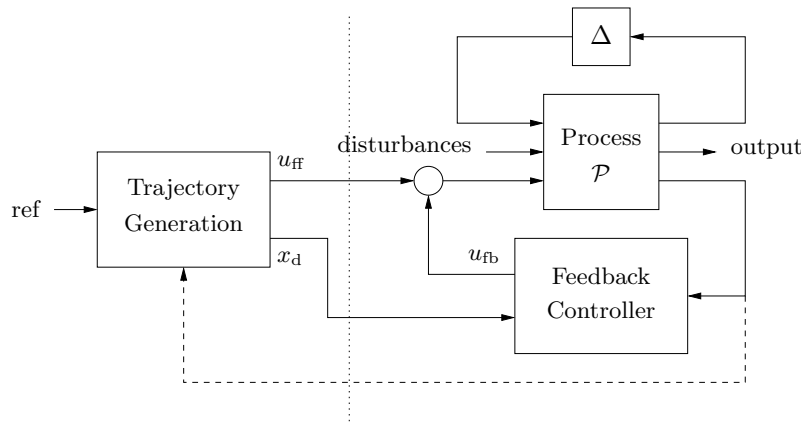 Δ
disturbances
Process
P
output
u_ff
Trajectory
Generation
ref
x_d
u_fb
Feedback
Controller